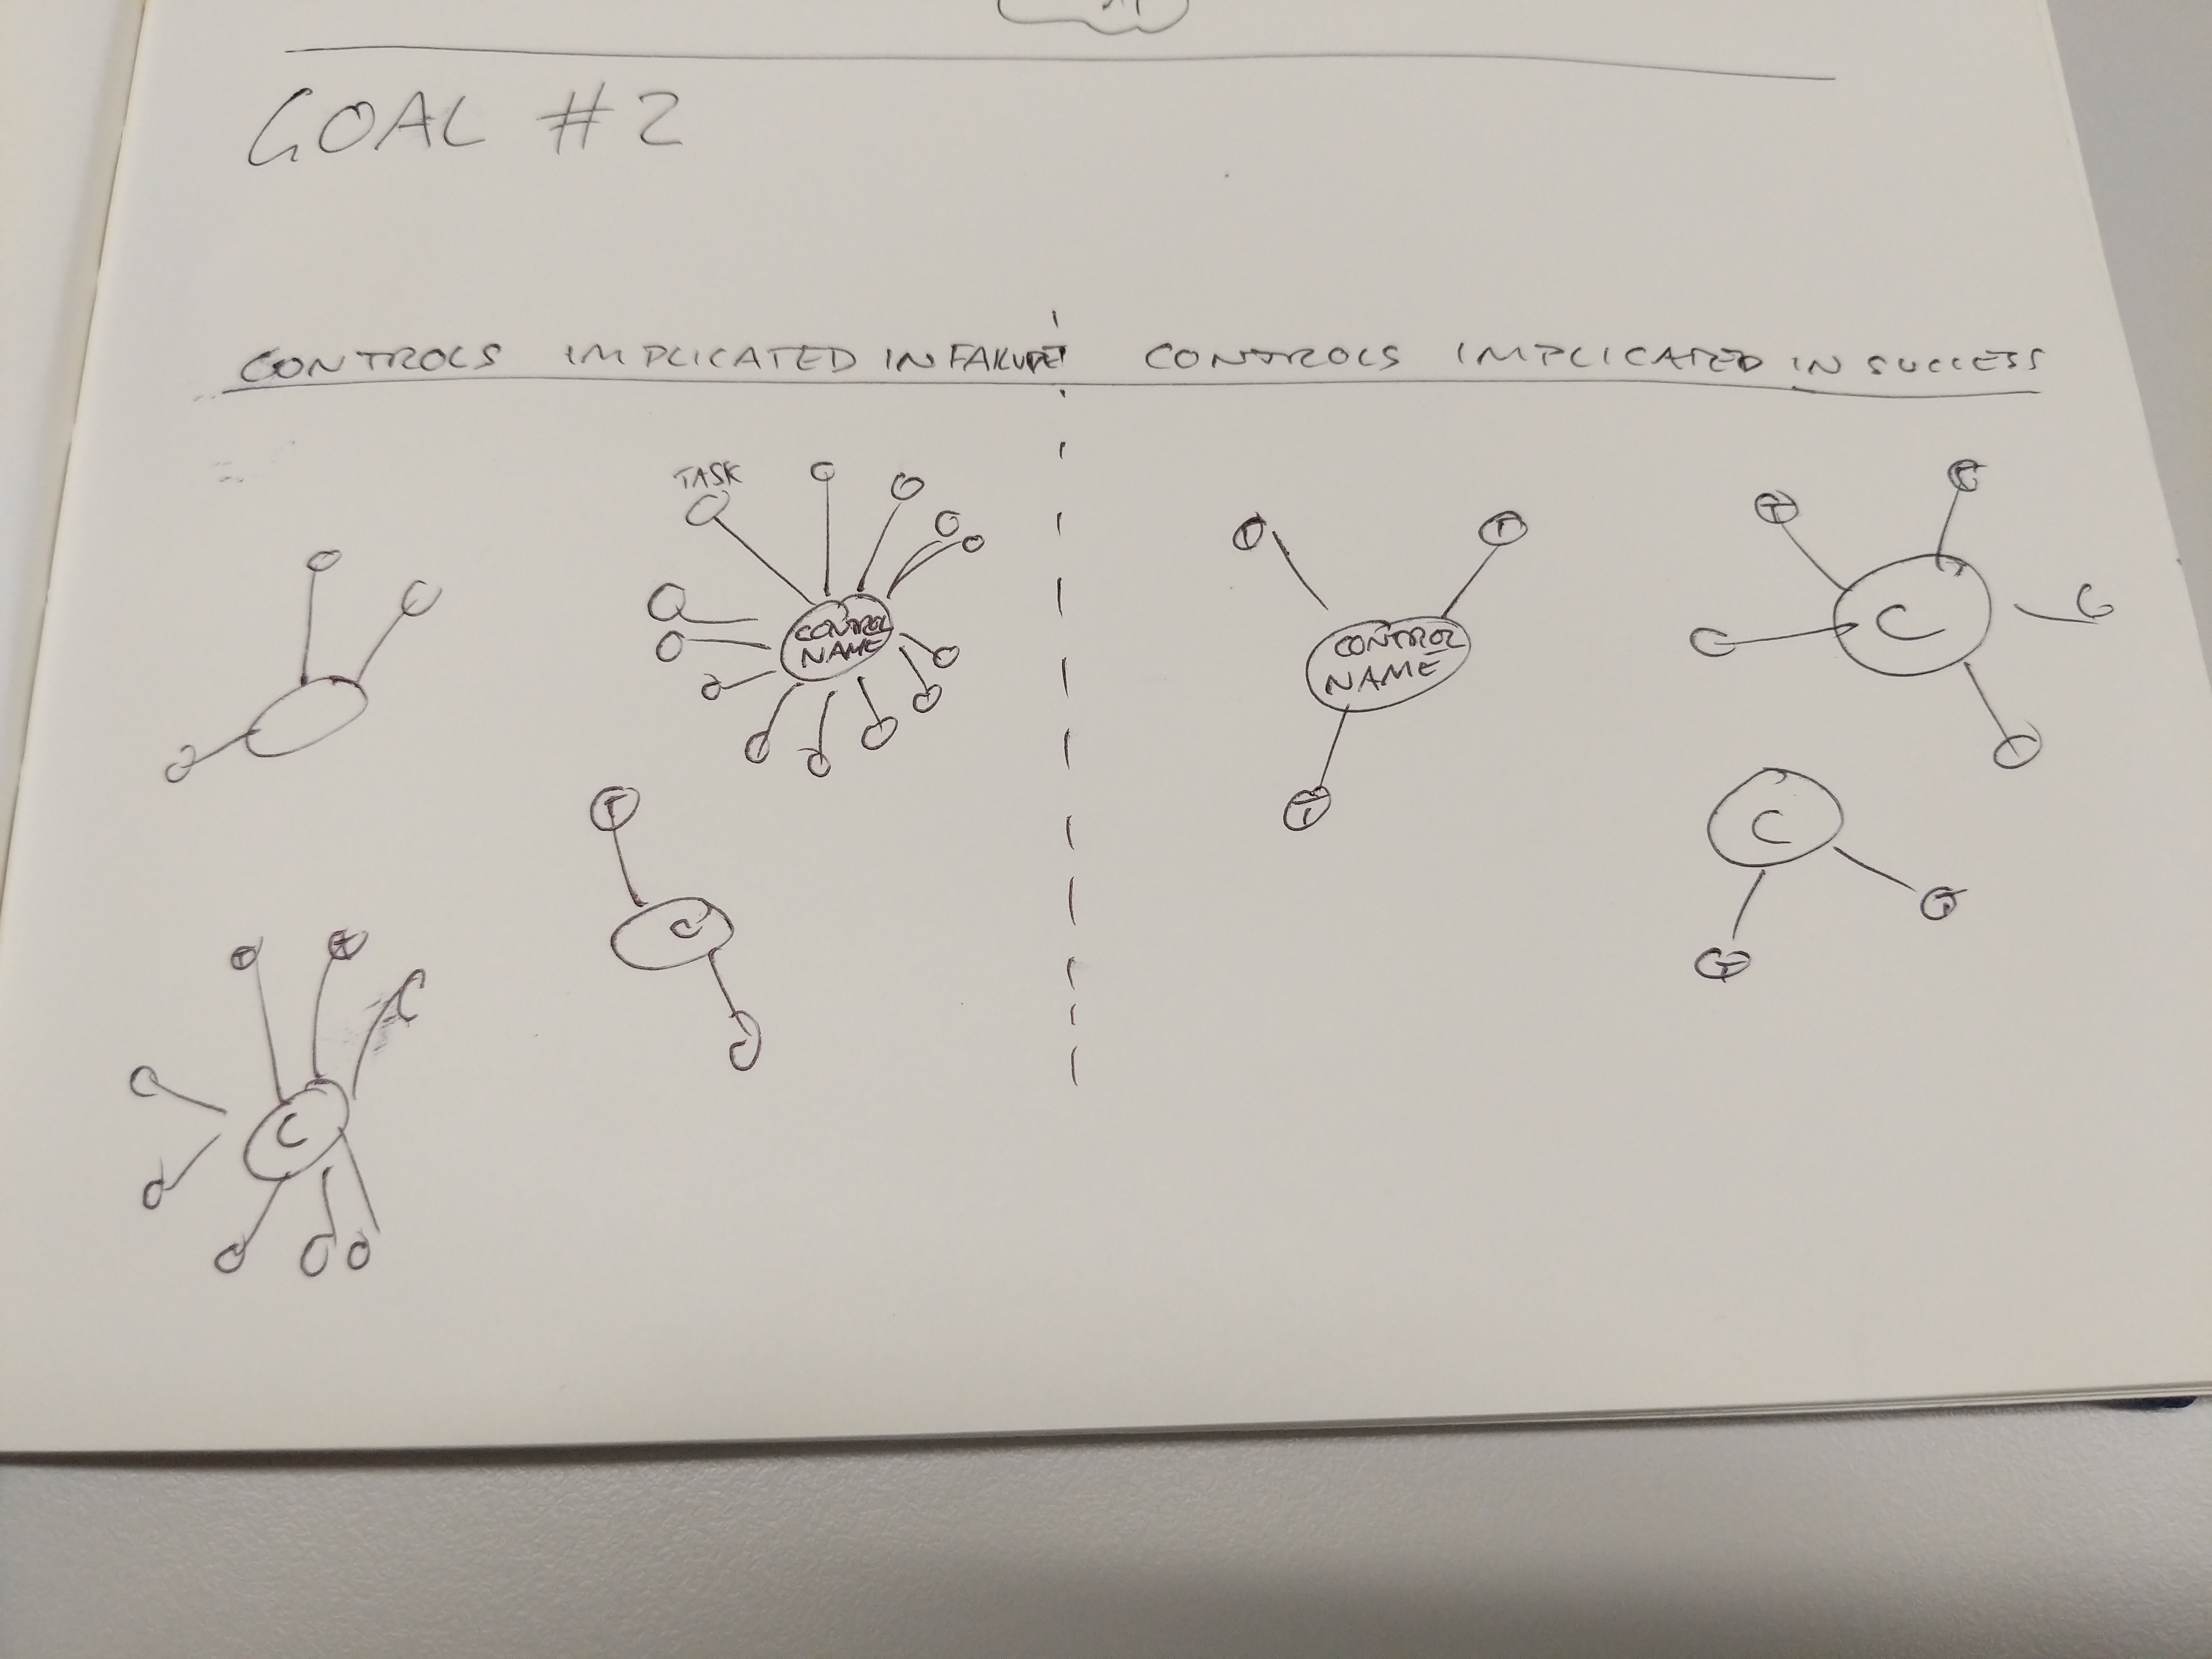 GOAL #2
CONTROLS IMPLICATED IN FAILURE
CONTROLS IMPLICATED IN SUCCESS
TASK
CONTROL
NAME
T
C
T
T
C
CONTROL
NAME
T
T
T
T
C
C
T
T